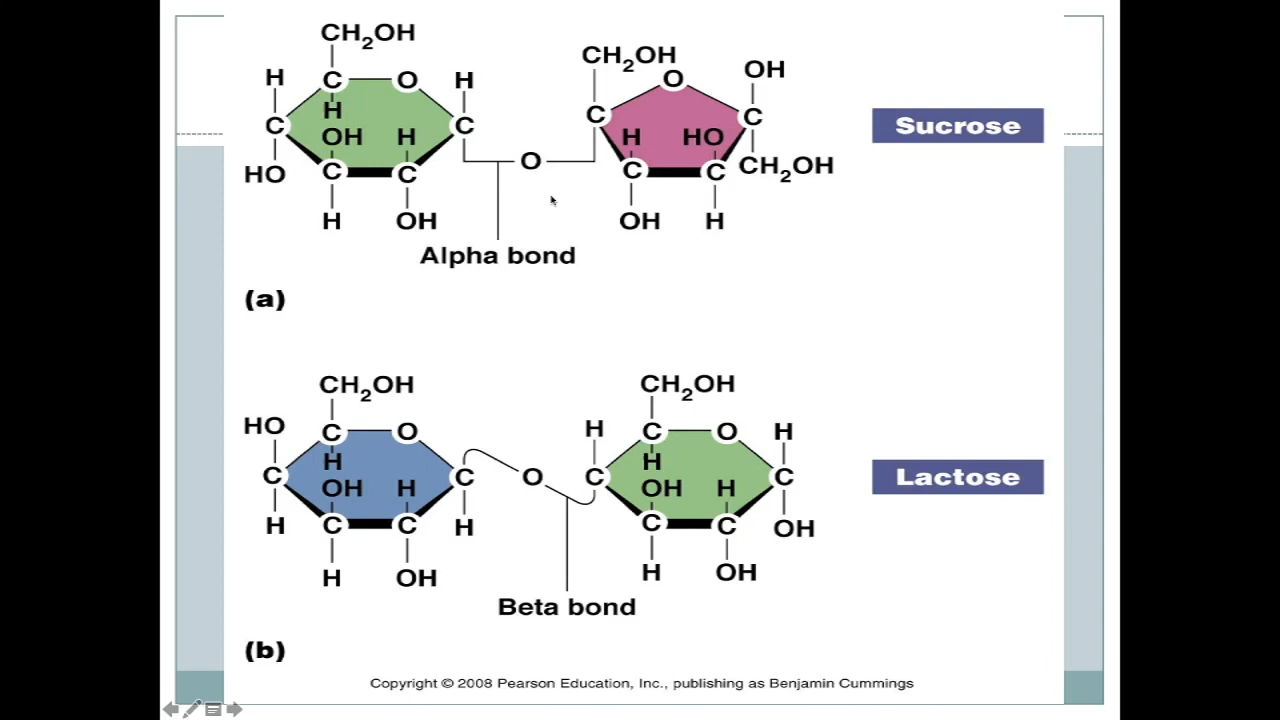 CH2OH
CH2OH
H C O H O OH
H
C OH H C C H HO C
HO C C O C C CH2OH
H OH OH H
Alpha bond
Sucrose
(a)
CH2OH CH2OH
HO C O H C O H
H H
C OH H C O C OH H C
H C C H C C OH
H OH H OH
Beta bond
Lactose
(b)
Copyright © 2008 Pearson Education, Inc., publishing as Benjamin Cummings